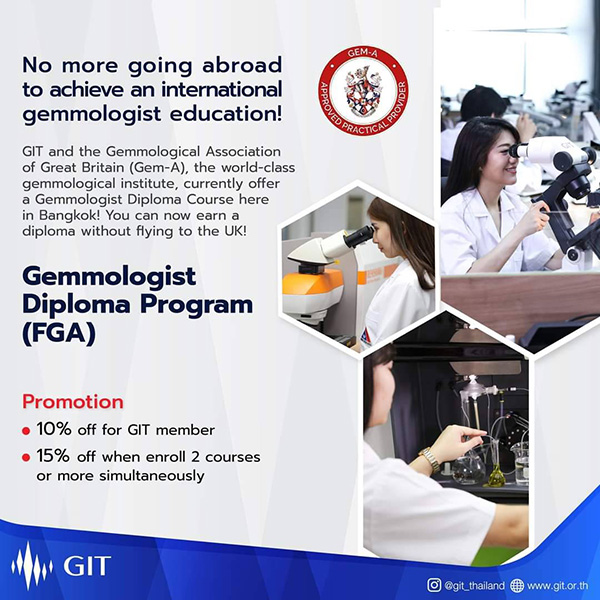 No more going abroad
to achieve an international
gemmologist education!
GEM-A
APPROVED PRACTICAL PROVIDER
GIT and the Gemmological Association
of Great Britain (Gem-A), the world-class
gemmological institute, currently offer
a Gemmologist Diploma Course here
in Bangkok! You can now earn a
diploma without flying to the UK!
Gemmologist
Diploma Program
(FGA)
Promotion
• 10% off for GIT member
• 15% off when enroll 2 courses
or more simultaneously
GIT
@git_thailand www.git.or.th